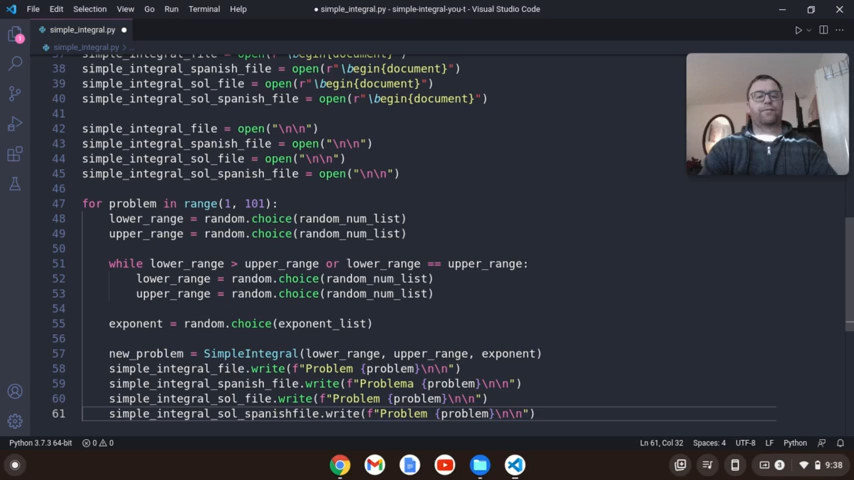 File Edit Selection View Go Run Terminal Help
● simple_integral.py - simple-integral-you-t - Visual Studio Code
simple_integral.py ●
simple_integral.py > ...
37 simple_integral_file = open(r"\begin{document}")
38 simple_integral_spanish_file = open(r"\begin{document}")
39 simple_integral_sol_file = open(r"\begin{document}")
40 simple_integral_sol_spanish_file = open(r"\begin{document}")
41
42 simple_integral_file = open("\n\n")
43 simple_integral_spanish_file = open("\n\n")
44 simple_integral_sol_file = open("\n\n")
45 simple_integral_sol_spanish_file = open("\n\n")
46
47 for problem in range(1, 101):
48 lower_range = random.choice(random_num_list)
49 upper_range = random.choice(random_num_list)
50
51 while lower_range > upper_range or lower_range == upper_range:
52 lower_range = random.choice(random_num_list)
53 upper_range = random.choice(random_num_list)
54
55 exponent = random.choice(exponent_list)
56
57 new_problem = SimpleIntegral(lower_range, upper_range, exponent)
58 simple_integral_file.write(f"Problem {problem}\n\n")
59 simple_integral_spanish_file.write(f"Problema {problem}\n\n")
60 simple_integral_sol_file.write(f"Problem {problem}\n\n")
61 simple_integral_sol_spanishfile.write(f"Problem {problem}\n\n")
Python 3.7.3 64-bit 0 0 Ln 61, Col 32 Spaces: 4 UTF-8 LF Python
3 9:38